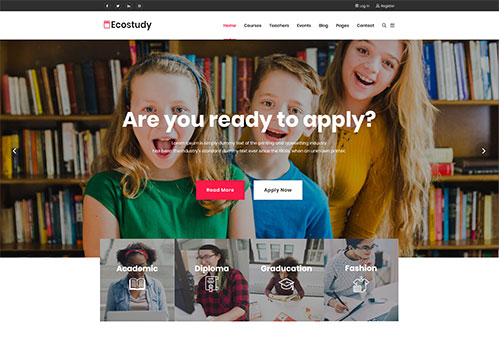 Log In Register
Ecostudy
Home Courses Teachers Events Blog Pages Contact
Are you ready to apply?
Lorem Ipsum is simply dummy text of the printing and typesetting industry.
has been the industry's standard dummy text ever since the 1500s, when an unknown printer.
Read More Apply Now
Academic Diploma Graducation Fashion